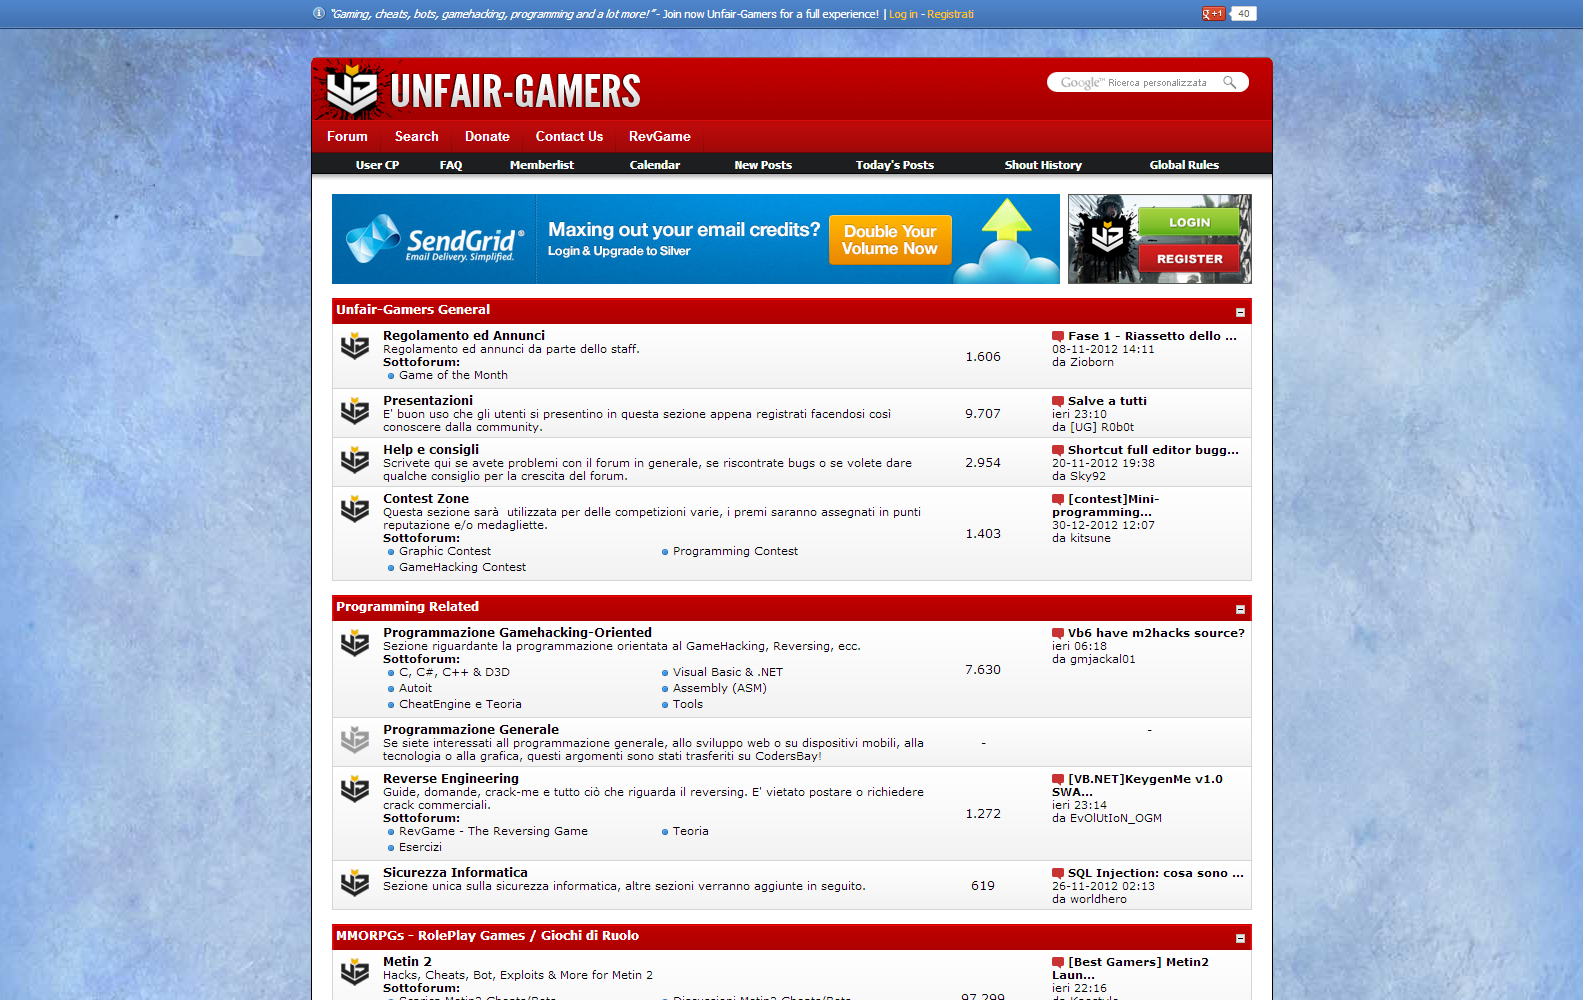 "Gaming, cheats, bots, gamehacking, programming and a lot more!" - Join now Unfair-Gamers for a full experience! | Log in - Registrati
g +1 40
UNFAIR-GAMERS
Google™ Ricerca personalizzata
Forum Search Donate Contact Us RevGame
User CP FAQ Memberlist Calendar New Posts Today's Posts Shout History Global Rules
SendGrid®
Email Delivery. Simplified.
Maxing out your email credits?
Login & Upgrade to Silver
Double Your
Volume Now
LOGIN
REGISTER
Unfair-Gamers General
Regolamento ed Annunci
Regolamento ed annunci da parte dello staff.
Sottoforum:
Game of the Month
1.606
Fase 1 - Riassetto dello ...
08-11-2012 14:11
da Zioborn
Presentazioni
E' buon uso che gli utenti si presentino in questa sezione appena registrati facendosi così
conoscere dalla community.
9.707
Salve a tutti
ieri 23:10
da [UG] R0b0t
Help e consigli
Scrivete qui se avete problemi con il forum in generale, se riscontrate bugs o se volete dare
qualche consiglio per la crescita del forum.
2.954
Shortcut full editor bugg...
20-11-2012 19:38
da Sky92
Contest Zone
Questa sezione sarà  utilizzata per delle competizioni varie, i premi saranno assegnati in punti
reputazione e/o medagliette.
Sottoforum:
Graphic Contest Programming Contest
GameHacking Contest
1.403
[contest]Mini-
programming...
30-12-2012 12:07
da kitsune
Programming Related
Programmazione Gamehacking-Oriented
Sezione riguardante la programmazione orientata al GameHacking, Reversing, ecc.
Sottoforum:
C, C#, C++ & D3D Visual Basic & .NET
Autoit Assembly (ASM)
CheatEngine e Teoria Tools
7.630
Vb6 have m2hacks source?
ieri 06:18
da gmjackal01
Programmazione Generale
Se siete interessati all programmazione generale, allo sviluppo web o su dispositivi mobili, alla
tecnologia o alla grafica, questi argomenti sono stati trasferiti su CodersBay!
- -
Reverse Engineering
Guide, domande, crack-me e tutto ciò che riguarda il reversing. E' vietato postare o richiedere
crack commerciali.
Sottoforum:
RevGame - The Reversing Game Teoria
Esercizi
1.272
[VB.NET]KeygenMe v1.0
SWA...
ieri 23:14
da EvOlUtIoN_OGM
Sicurezza Informatica
Sezione unica sulla sicurezza informatica, altre sezioni verranno aggiunte in seguito.
619
SQL Injection: cosa sono ...
26-11-2012 02:13
da worldhero
MMORPGs - RolePlay Games / Giochi di Ruolo
Metin 2
Hacks, Cheats, Bot, Exploits & More for Metin 2
Sottoforum:
97.299
[Best Gamers] Metin2
Laun...
ieri 22:16